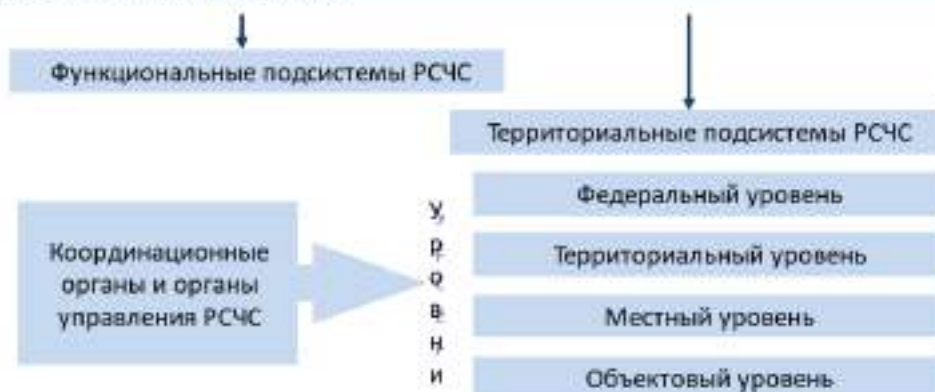 Функциональные подсистемы РСЧС
Территориальные подсистемы РСЧС
Координационные
органы и органы
управления РСЧС
Уровни
Федеральный уровень
Территориальный уровень
Местный уровень
Объектовый уровень